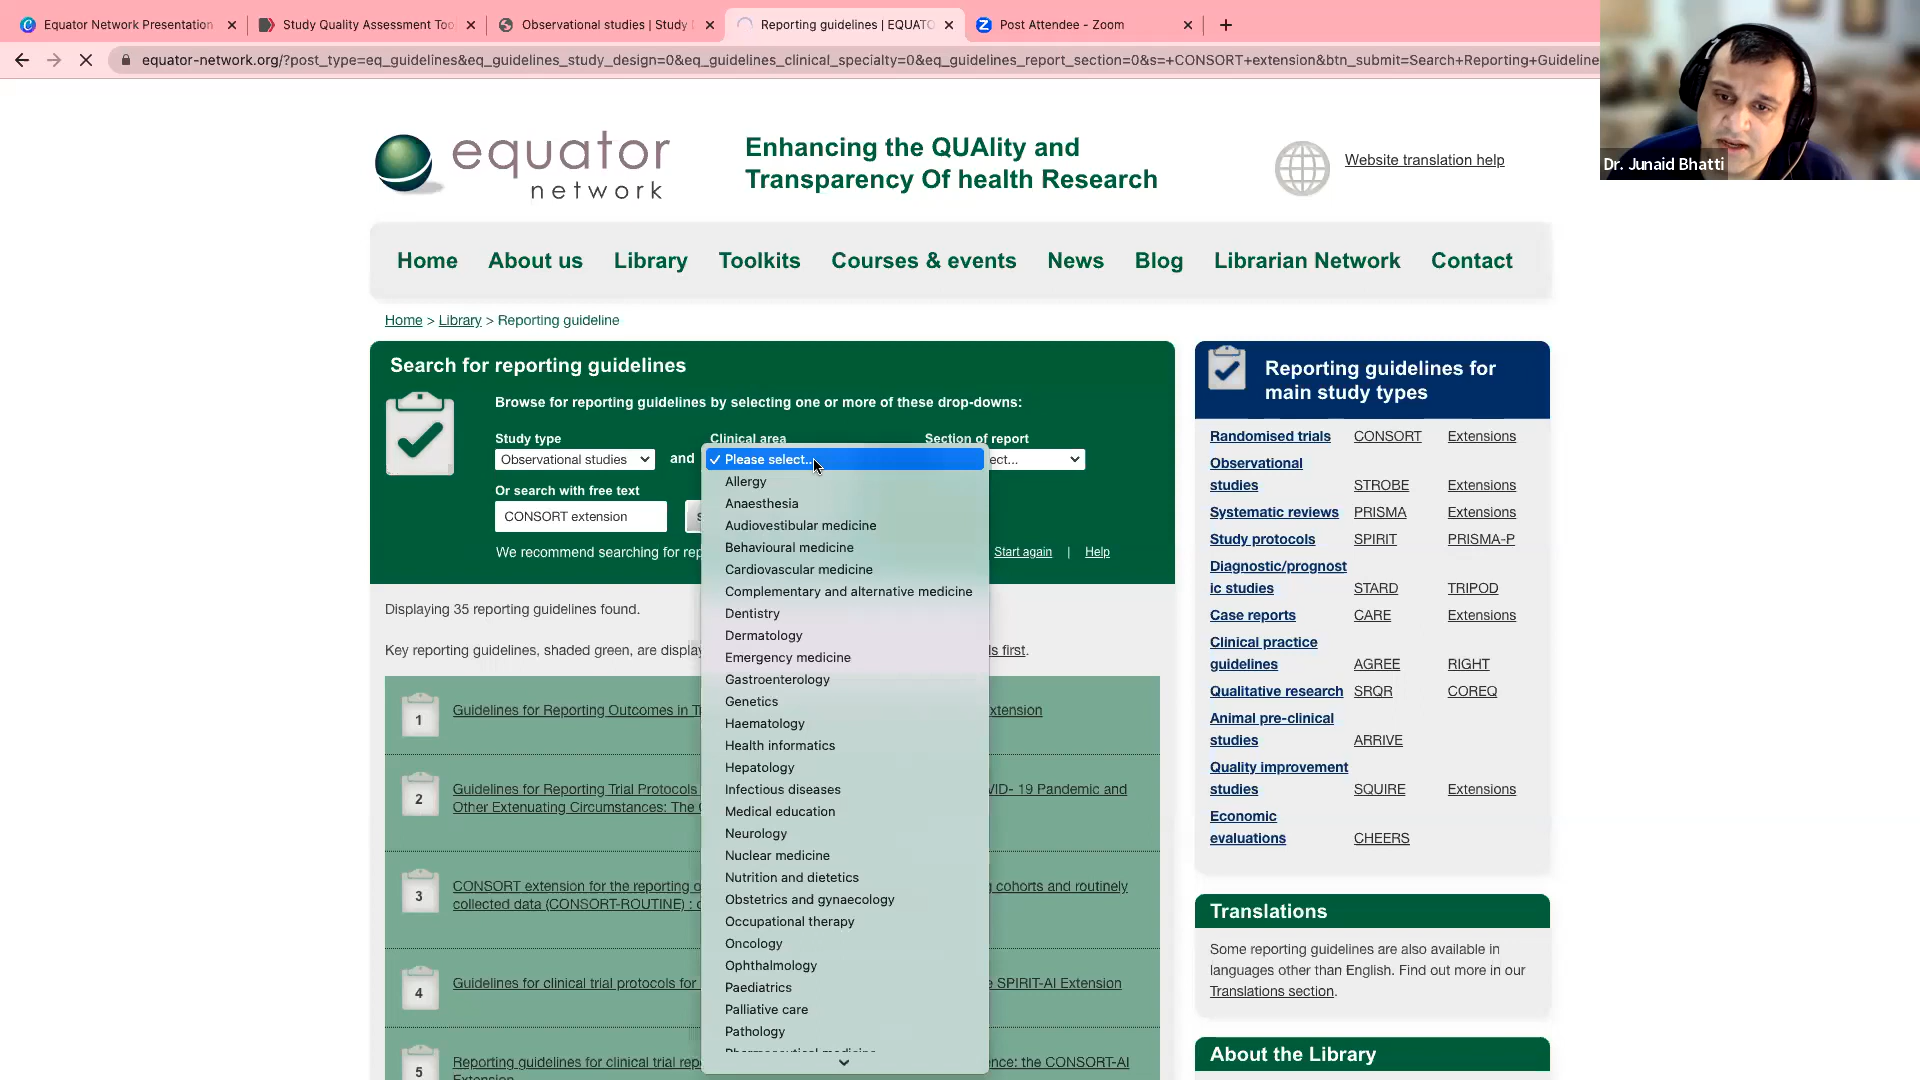 Equator Network Presentation
Study Quality Assessment Too
Observational studies | Study
Reporting guidelines | EQUATO
Post Attendee - Zoom
equator-network.org/?post_type=eq_guidelines&eq_guidelines_study_design=0&eq_guidelines_clinical_specialty=0&eq_guidelines_report_section=0&s=+CONSORT+extension&btn_submit=Search+Reporting+Guideline
Dr. Junaid Bhatti
equator
network
Enhancing the QUAlity and
Transparency Of health Research
Website translation help
Home About us Library Toolkits Courses & events News Blog Librarian Network Contact
Home > Library > Reporting guideline
Search for reporting guidelines
Browse for reporting guidelines by selecting one or more of these drop-downs:
Study type
Clinical area
Section of report
Observational studies
and
Please select...
ect...
Or search with free text
CONSORT extension
We recommend searching for rep
Start again | Help
Allergy
Anaesthesia
Audiovestibular medicine
Behavioural medicine
Cardiovascular medicine
Complementary and alternative medicine
Dentistry
Dermatology
Emergency medicine
Gastroenterology
Genetics
Haematology
Health informatics
Hepatology
Infectious diseases
Medical education
Neurology
Nuclear medicine
Nutrition and dietetics
Obstetrics and gynaecology
Occupational therapy
Oncology
Ophthalmology
Paediatrics
Palliative care
Pathology
Displaying 35 reporting guidelines found.
Key reporting guidelines, shaded green, are display
ls first.
1
Guidelines for Reporting Outcomes in T
xtension
2
Guidelines for Reporting Trial Protocols
VID- 19 Pandemic and
Other Extenuating Circumstances: The C
3
CONSORT extension for the reporting o
g cohorts and routinely
collected data (CONSORT-ROUTINE) : c
4
Guidelines for clinical trial protocols for
e SPIRIT-AI Extension
5
Reporting guidelines for clinical trial rep
ence: the CONSORT-AI
Extension
Reporting guidelines for
main study types
Randomised trials CONSORT Extensions
Observational
studies STROBE Extensions
Systematic reviews PRISMA Extensions
Study protocols SPIRIT PRISMA-P
Diagnostic/prognost
ic studies STARD TRIPOD
Case reports CARE Extensions
Clinical practice
guidelines AGREE RIGHT
Qualitative research SRQR COREQ
Animal pre-clinical
studies ARRIVE
Quality improvement
studies SQUIRE Extensions
Economic
evaluations CHEERS
Translations
Some reporting guidelines are also available in
languages other than English. Find out more in our
Translations section.
About the Library